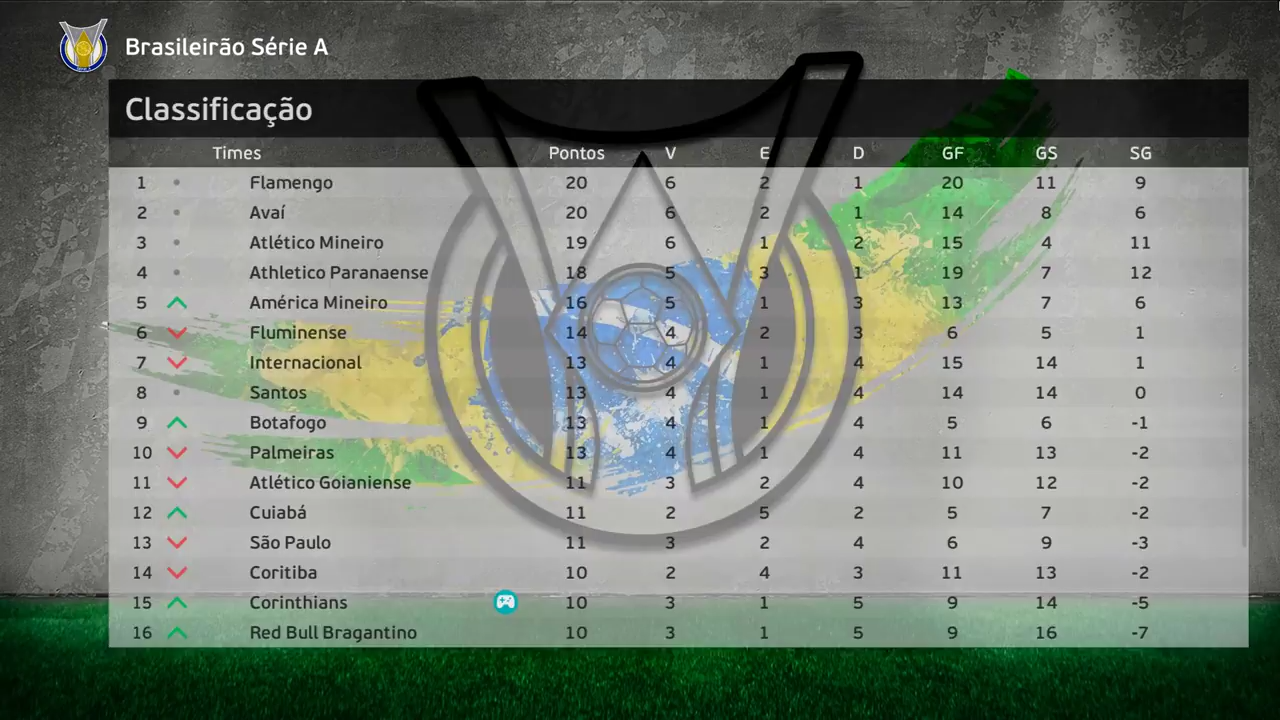 Brasileirão Série A
Classificação
Times Pontos V E D GF GS SG
1 Flamengo 20 6 2 1 20 11 9
2 Avaí 20 6 2 1 14 8 6
3 Atlético Mineiro 19 6 1 2 15 4 11
4 Athletico Paranaense 18 5 3 1 19 7 12
5 América Mineiro 16 5 1 3 13 7 6
6 Fluminense 14 4 2 3 6 5 1
7 Internacional 13 4 1 4 15 14 1
8 Santos 13 4 1 4 14 14 0
9 Botafogo 13 4 1 4 5 6 -1
10 Palmeiras 13 4 1 4 11 13 -2
11 Atlético Goianiense 11 3 2 4 10 12 -2
12 Cuiabá 11 2 5 2 5 7 -2
13 São Paulo 11 3 2 4 6 9 -3
14 Coritiba 10 2 4 3 11 13 -2
15 Corinthians 10 3 1 5 9 14 -5
16 Red Bull Bragantino 10 3 1 5 9 16 -7